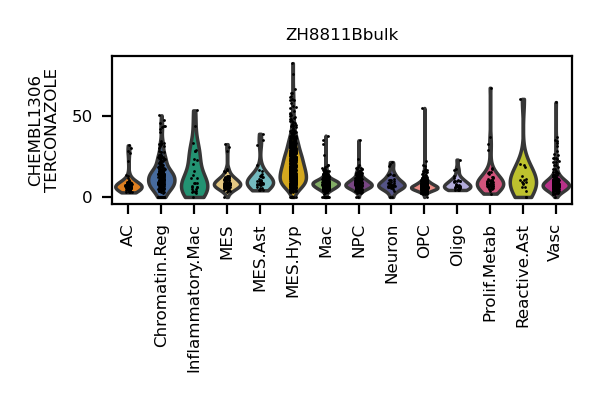 ZH8811Bbulk
CHEMBL1306
TERCONAZOLE
50
0
AC
Chromatin.Reg
Inflammatory.Mac
MES
MES.Ast
MES.Hyp
Mac
NPC
Neuron
OPC
Oligo
Prolif.Metab
Reactive.Ast
Vasc